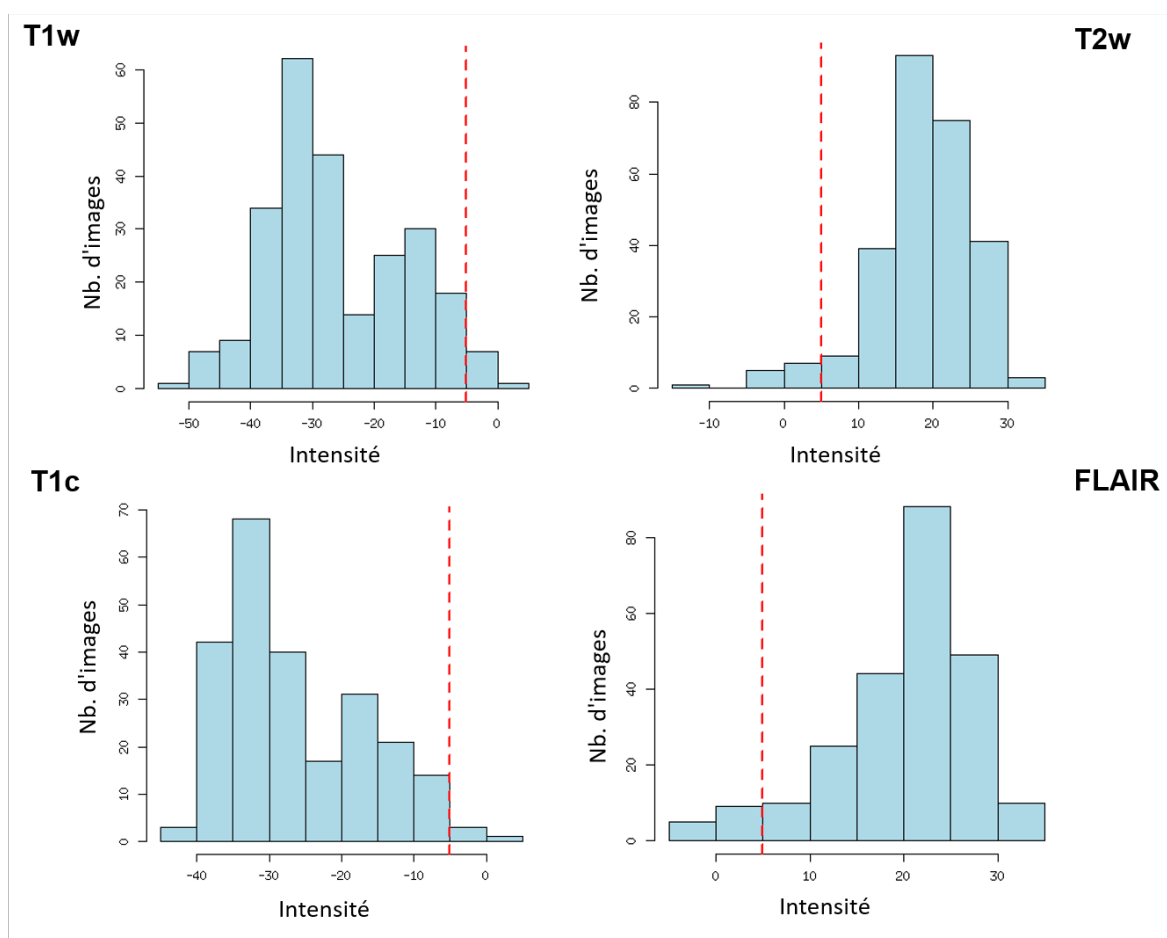 T1w
T2w
Nb. d'images
0 10 20 30 40 50 60
-50 -40 -30 -20 -10 0
Intensité
Nb. d'images
0 20 40 60 80
-10 0 10 20 30
Intensité
T1c
FLAIR
Nb. d'images
0 10 20 30 40 50 60 70
-40 -30 -20 -10 0
Intensité
Nb. d'images
0 20 40 60 80
0 10 20 30
Intensité